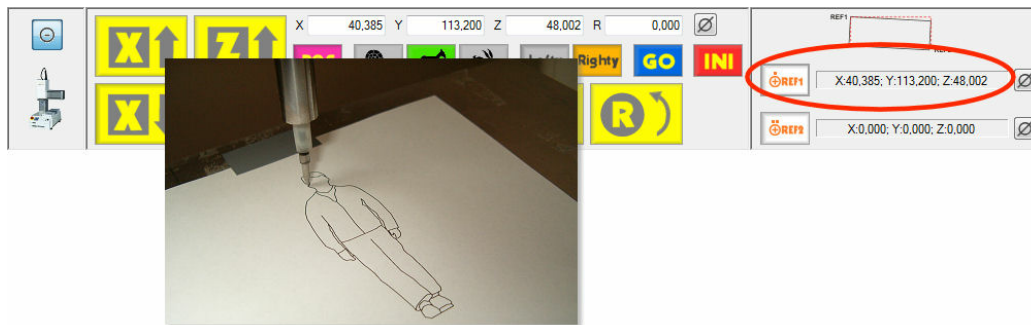 X 40,385 Y 113,200 Z 48,002 R 0,000
REF1
X Z
Righty GO INI
REF1 X:40,385; Y:113,200; Z:48,002
X R
REF2 X:0,000; Y:0,000; Z:0,000